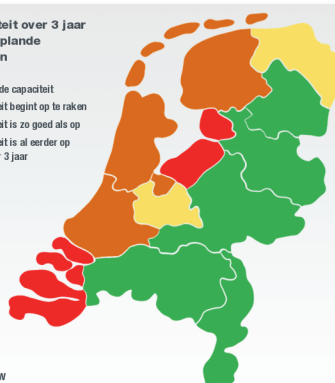 teit over 3 jaar
plande
n
de capaciteit
eit begint op te raken
eit is zo goed als op
eit is al eerder op
3 jaar
W